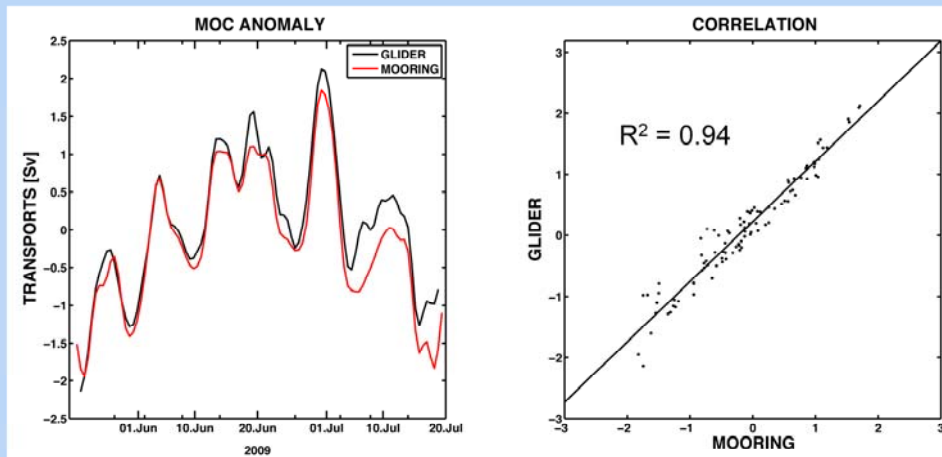 MOC ANOMALY
GLIDER
MOORING
TRANSPORTS [Sv]
2.5
2
1.5
1
0.5
0
−0.5
−1
−1.5
−2
−2.5
01.Jun 10.Jun 20.Jun 01.Jul 10.Jul 20.Jul
2009
CORRELATION
R² = 0.94
GLIDER
3
2
1
0
−1
−2
−3
−3 −2 −1 0 1 2 3
MOORING